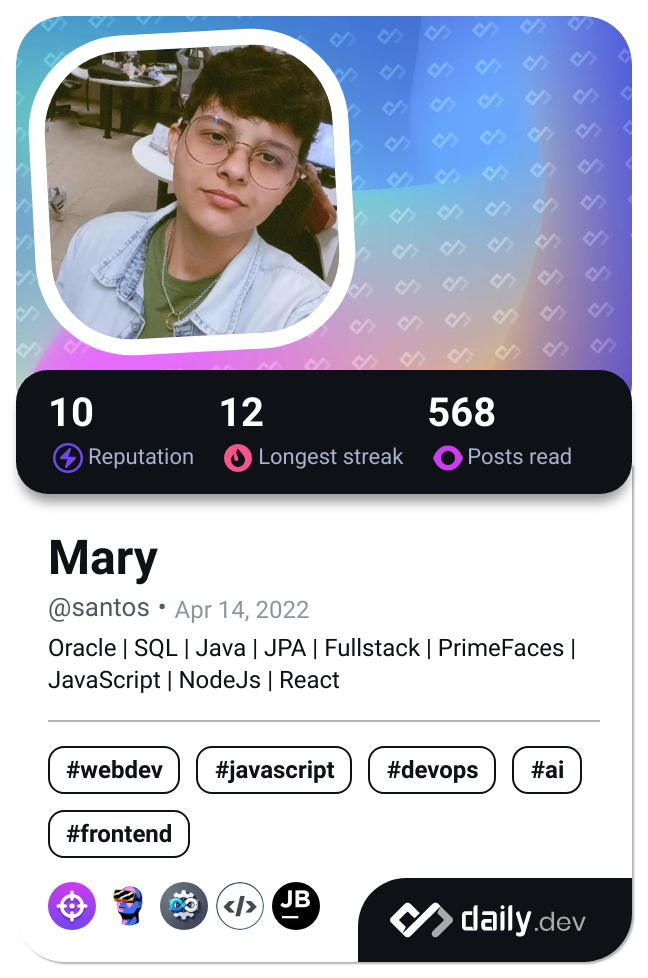 10 12 568
Reputation Longest streak Posts read
Mary
@santos • Apr 14, 2022
Oracle | SQL | Java | JPA | Fullstack | PrimeFaces |
JavaScript | NodeJs | React
#webdev #javascript #devops #ai
#frontend
</> JB daily.dev